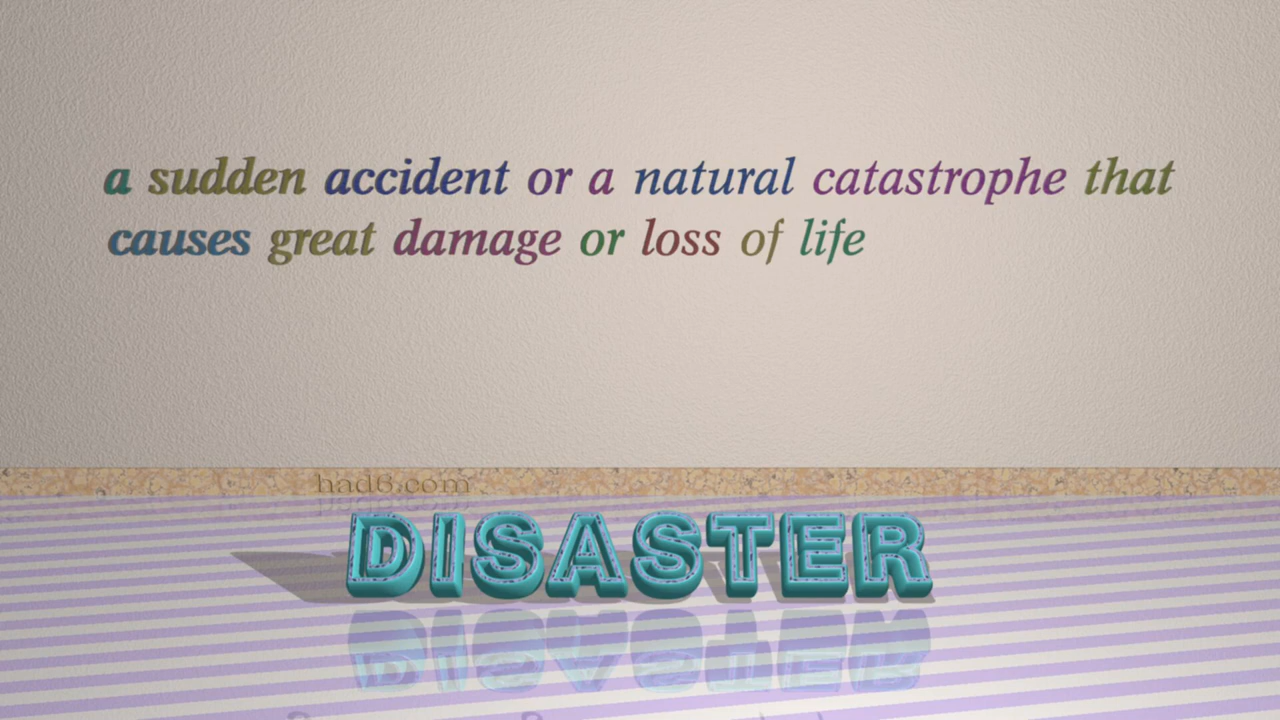 a sudden accident or a natural catastrophe that
causes great damage or loss of life
had6.com
DISASTER